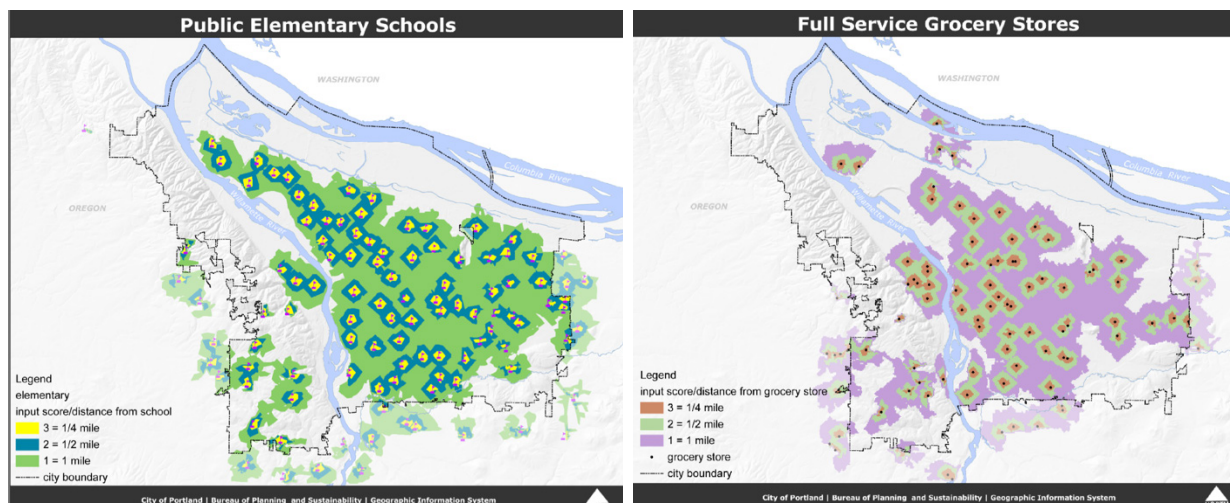 Public Elementary Schools
WASHINGTON
Columbia River
OREGON
Willamette River
Legend
elementary
input score/distance from school
3 = 1/4 mile
2 = 1/2 mile
1 = 1 mile
city boundary
City of Portland | Bureau of Planning and Sustainability | Geographic Information System
Full Service Grocery Stores
WASHINGTON
Columbia River
OREGON
Willamette River
Legend
input score/distance from grocery store
3 = 1/4 mile
2 = 1/2 mile
1 = 1 mile
grocery store
city boundary
City of Portland | Bureau of Planning and Sustainability | Geographic Information System